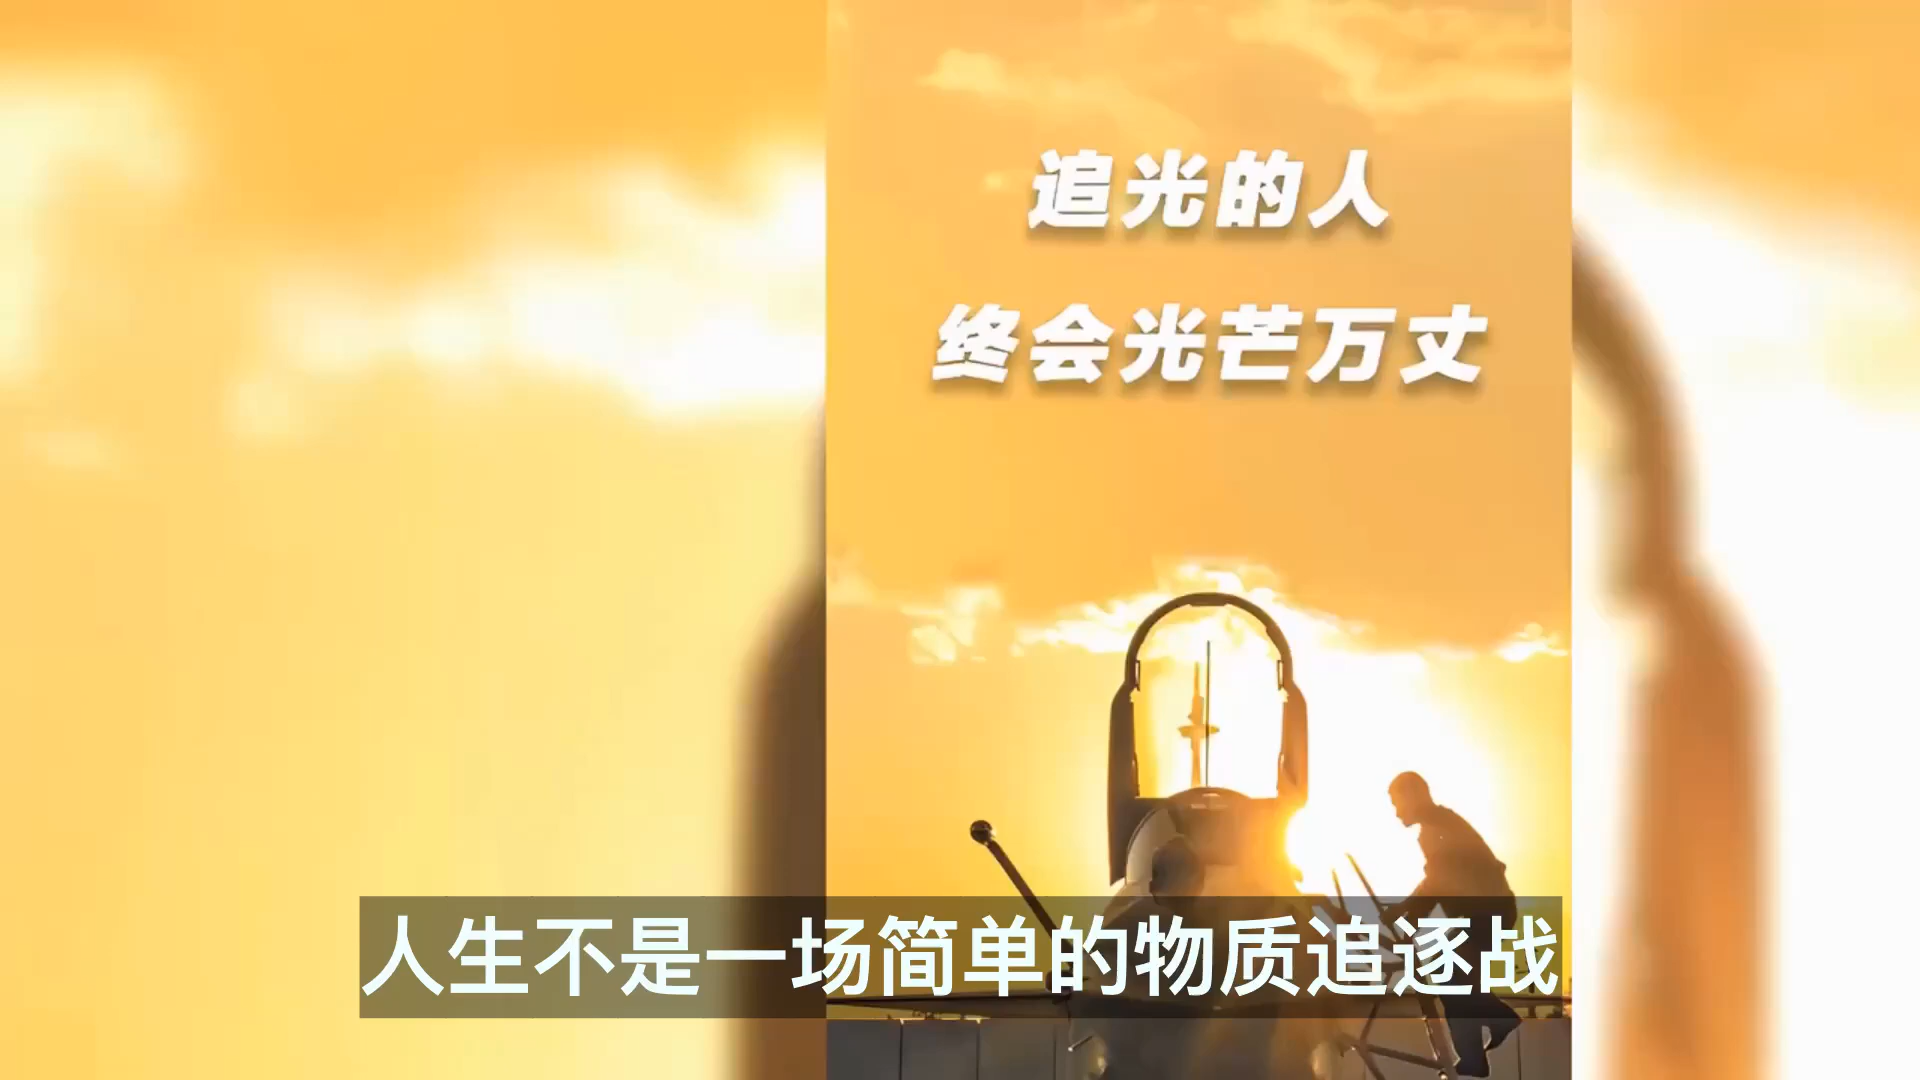 追光的人
终会光芒万丈
人生不是一场简单的物质追逐战